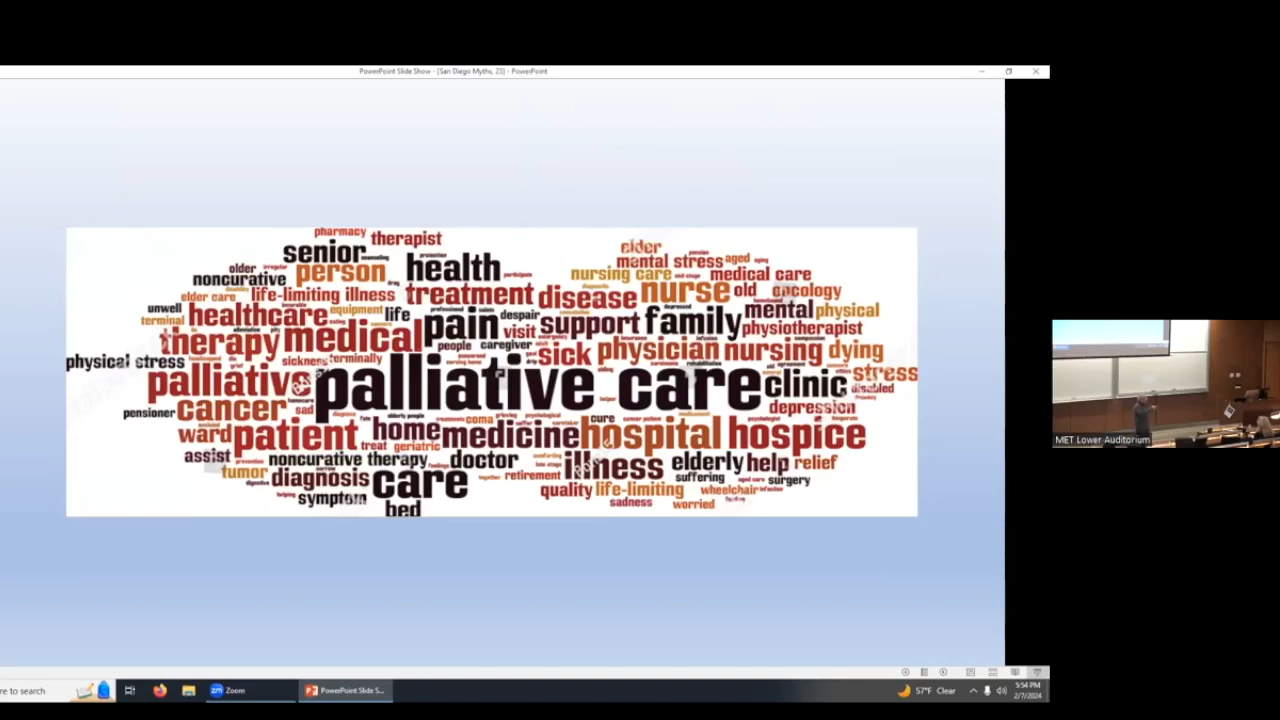 PowerPoint Slide Show - [San Diego Myths, 23] - PowerPoint
pharmacy therapist
senior
older
noncurative person health
elder
mental stress aged
nursing care medical care
elder care life-limiting illness treatment disease nurse old oncology
unwell healthcare equipment life
terminal
pain visit despair support family mental physical
therapy medical people caregiver physiotherapist
physical stress sickness terminally sick physician nursing dying
palliative palliative care clinic stress
disabled
pensioner cancer sad depression
ward patient home coma medicine cure hospital hospice
treat geriatric
assist noncurative therapy doctor illness elderly help relief
tumor diagnosis care retirement suffering surgery
symptom quality life-limiting wheelchair
bed sadness worried
MET Lower Auditorium
re to search
Zoom
PowerPoint Slide S...
57°F Clear
5:54 PM
2/7/2024